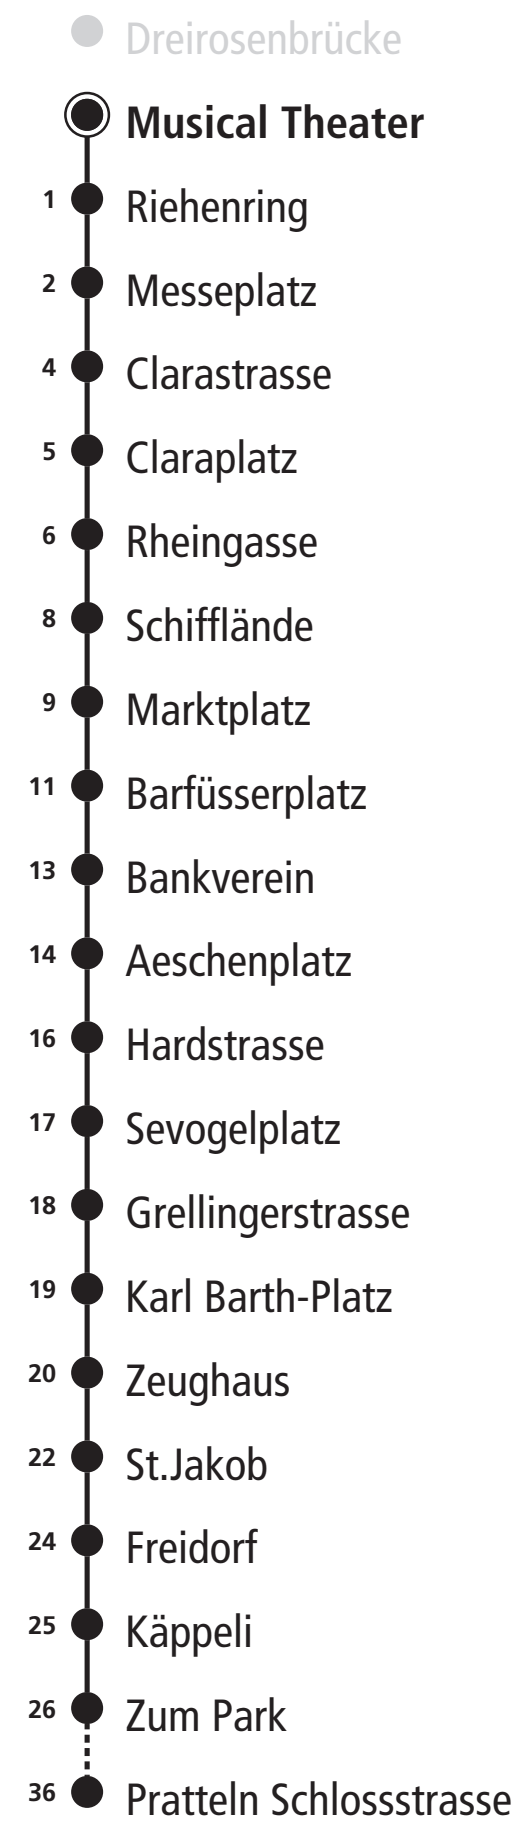 Dreirosenbrücke
Musical Theater
1 Riehenring
2 Messeplatz
4 Clarastrasse
5 Claraplatz
6 Rheingasse
8 Schifflände
9 Marktplatz
11 Barfüsserplatz
13 Bankverein
14 Aeschenplatz
16 Hardstrasse
17 Sevogelplatz
18 Grellingerstrasse
19 Karl Barth-Platz
20 Zeughaus
22 St.Jakob
24 Freidorf
25 Käppeli
26 Zum Park
36 Pratteln Schlossstrasse